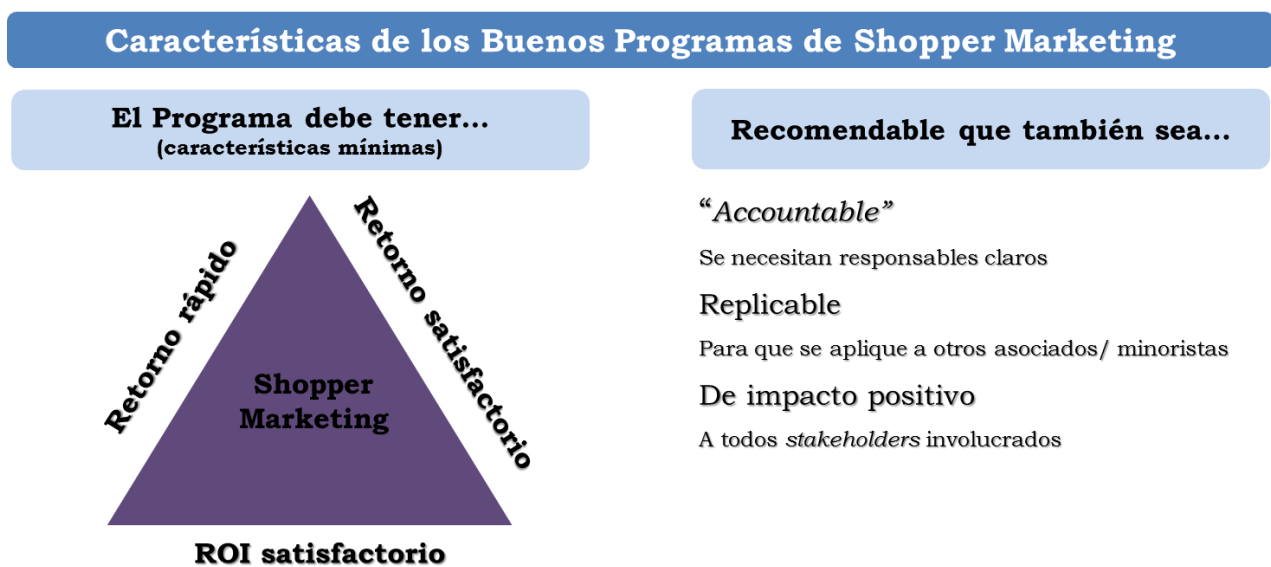 Características de los Buenos Programas de Shopper Marketing
El Programa debe tener...
(características mínimas)
Retorno rápido
Retorno satisfactorio
Shopper
Marketing
ROI satisfactorio
Recomendable que también sea...
“Accountable”
Se necesitan responsables claros
Replicable
Para que se aplique a otros asociados/ minoristas
De impacto positivo
A todos stakeholders involucrados